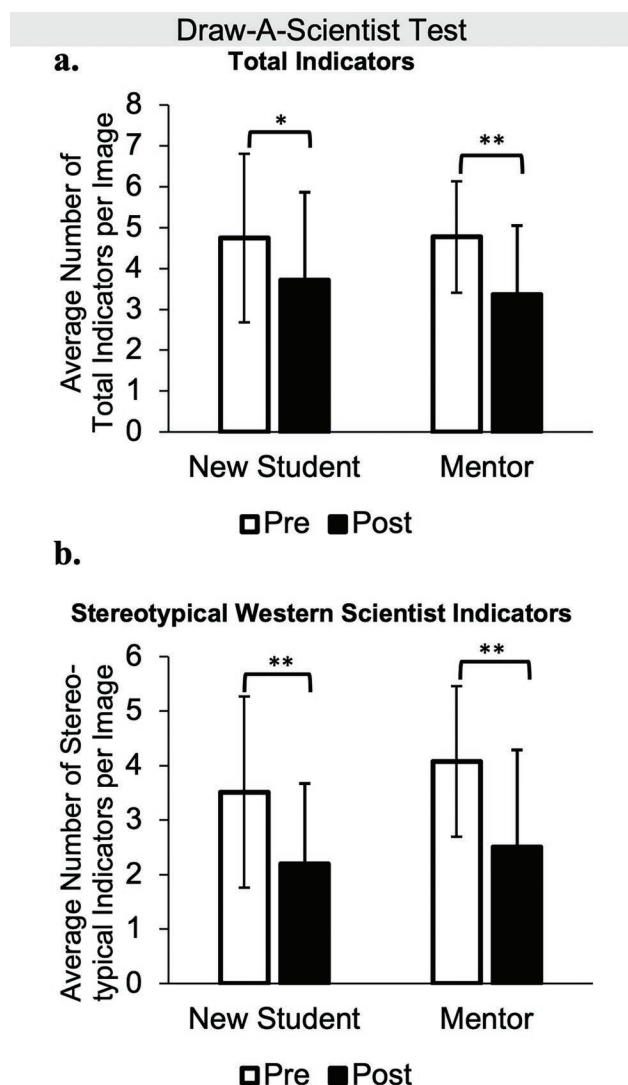 Draw-A-Scientist Test
a.
Total Indicators
Average Number of
Total Indicators per Image
8
7
6
5
4
3
2
1
0
*
**
New Student
Mentor
Pre
Post
b.
Stereotypical Western Scientist Indicators
Average Number of Stereo-
typical Indicators per Image
6
5
4
3
2
1
0
**
**
New Student
Mentor
Pre
Post